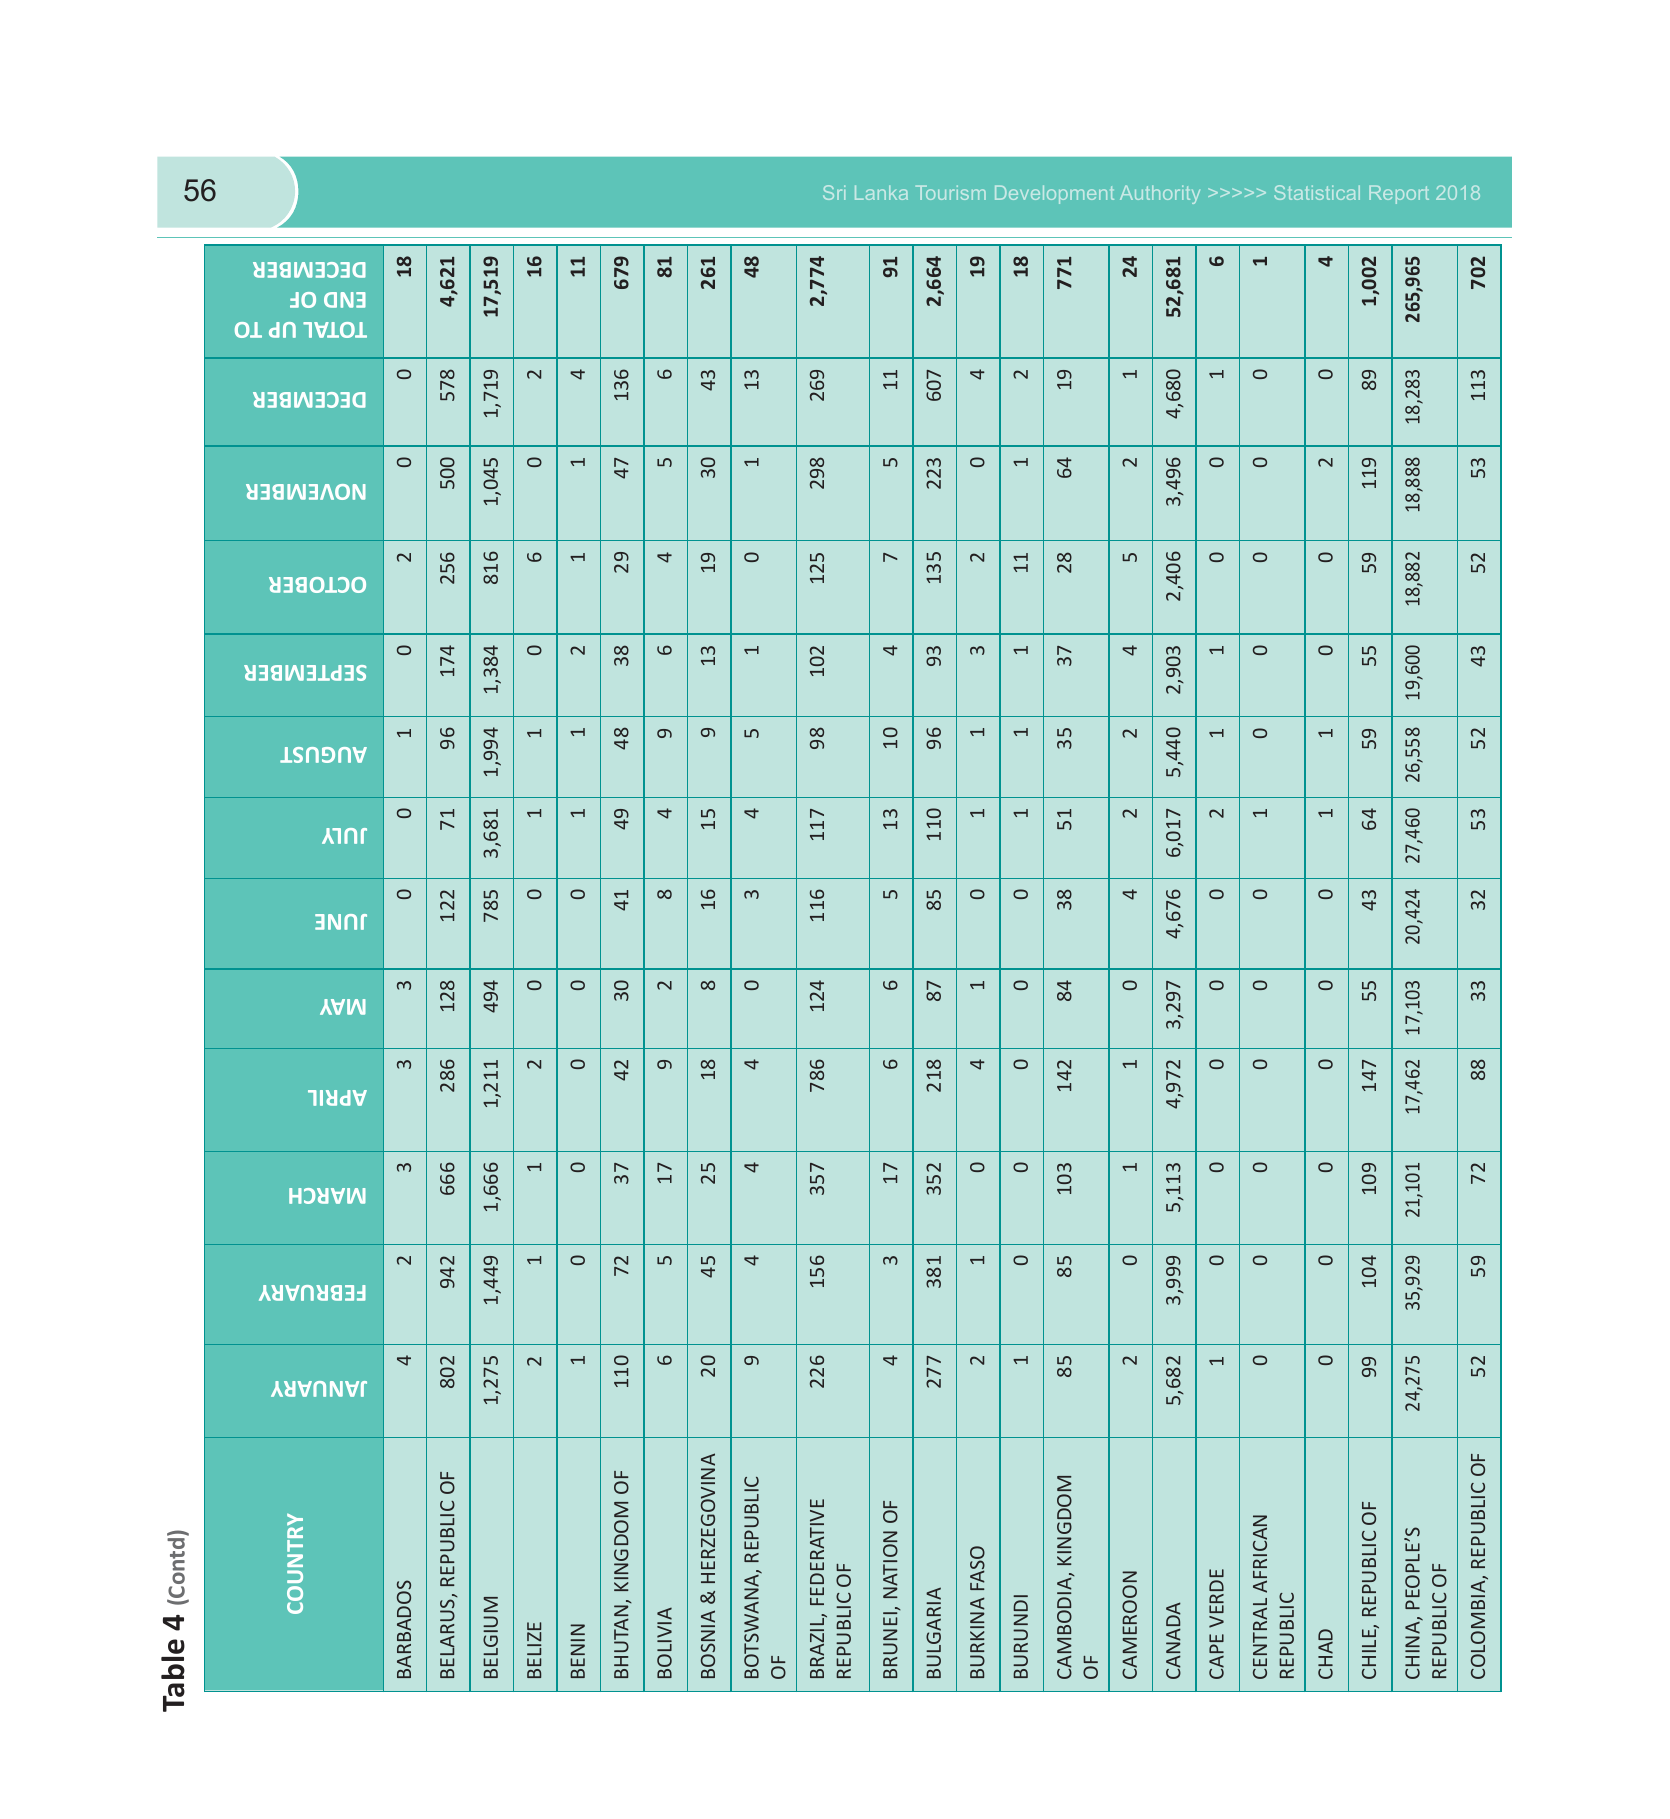 56
Sri Lanka Tourism Development Authority >>>>> Statistical Report 2018
Table 4 (Contd)
COUNTRY JANUARY FEBRUARY MARCH APRIL MAY JUNE JULY AUGUST SEPTEMBER OCTOBER NOVEMBER DECEMBER TOTAL UP TO
END OF
DECEMBER
BARBADOS 4 2 3 3 3 0 0 1 0 2 0 0 18
BELARUS, REPUBLIC OF 802 942 666 286 128 122 71 96 174 256 500 578 4,621
BELGIUM 1,275 1,449 1,666 1,211 494 785 3,681 1,994 1,384 816 1,045 1,719 17,519
BELIZE 2 1 1 2 0 0 1 1 0 6 0 2 16
BENIN 1 0 0 0 0 0 1 1 2 1 1 4 11
BHUTAN, KINGDOM OF 110 72 37 42 30 41 49 48 38 29 47 136 679
BOLIVIA 6 5 17 9 2 8 4 9 6 4 5 6 81
BOSNIA & HERZEGOVINA 20 45 25 18 8 16 15 9 13 19 30 43 261
BOTSWANA, REPUBLIC 9 4 4 4 0 3 4 5 1 0 1 13 48
OF
BRAZIL, FEDERATIVE 226 156 357 786 124 116 117 98 102 125 298 269 2,774
REPUBLIC OF
BRUNEI, NATION OF 4 3 17 6 6 5 13 10 4 7 5 11 91
BULGARIA 277 381 352 218 87 85 110 96 93 135 223 607 2,664
BURKINA FASO 2 1 0 4 1 0 1 1 3 2 0 4 19
BURUNDI 1 0 0 0 0 0 1 1 1 11 1 2 18
CAMBODIA, KINGDOM 85 85 103 142 84 38 51 35 37 28 64 19 771
OF
CAMEROON 2 0 1 1 0 4 2 2 4 5 2 1 24
CANADA 5,682 3,999 5,113 4,972 3,297 4,676 6,017 5,440 2,903 2,406 3,496 4,680 52,681
CAPE VERDE 1 0 0 0 0 0 2 1 1 0 0 1 6
CENTRAL AFRICAN 0 0 0 0 0 0 1 0 0 0 0 0 1
REPUBLIC
CHAD 0 0 0 0 0 0 1 1 0 0 2 0 4
CHILE, REPUBLIC OF 99 104 109 147 55 43 64 59 55 59 119 89 1,002
CHINA, PEOPLE’S 24,275 35,929 21,101 17,462 17,103 20,424 27,460 26,558 19,600 18,882 18,888 18,283 265,965
REPUBLIC OF
COLOMBIA, REPUBLIC OF 52 59 72 88 33 32 53 52 43 52 53 113 702